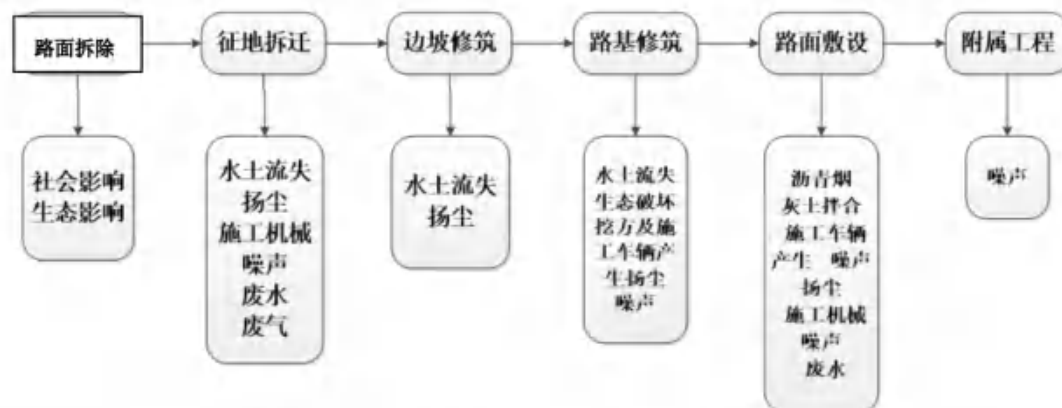 路面拆除
征地拆迁
边坡修筑
路基修筑
路面敷设
附属工程
社会影响
生态影响
水土流失
扬尘
施工机械
噪声
废水
废气
水土流失
扬尘
水土流失
生态破坏
挖方及施
工车辆产
生扬尘
噪声
沥青烟
灰土拌合
施工车辆
产生 噪声
扬尘
施工机械
噪声
废水
噪声